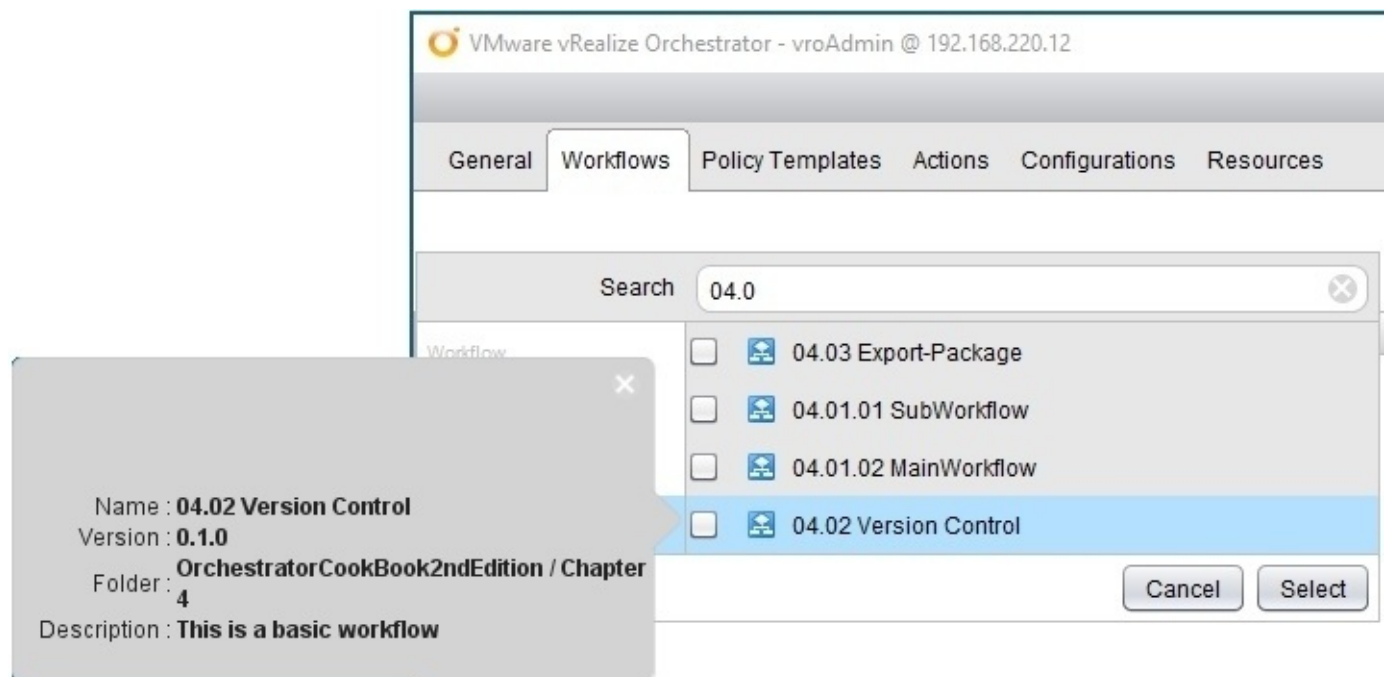 VMware vRealize Orchestrator - vroAdmin @ 192.168.220.12
General Workflows Policy Templates Actions Configurations Resources
Search 04.0
Workflow
04.03 Export-Package
04.01.01 SubWorkflow
04.01.02 MainWorkflow
04.02 Version Control
Cancel Select
Name : 04.02 Version Control
Version : 0.1.0
Folder : OrchestratorCookBook2ndEdition / Chapter
4
Description : This is a basic workflow